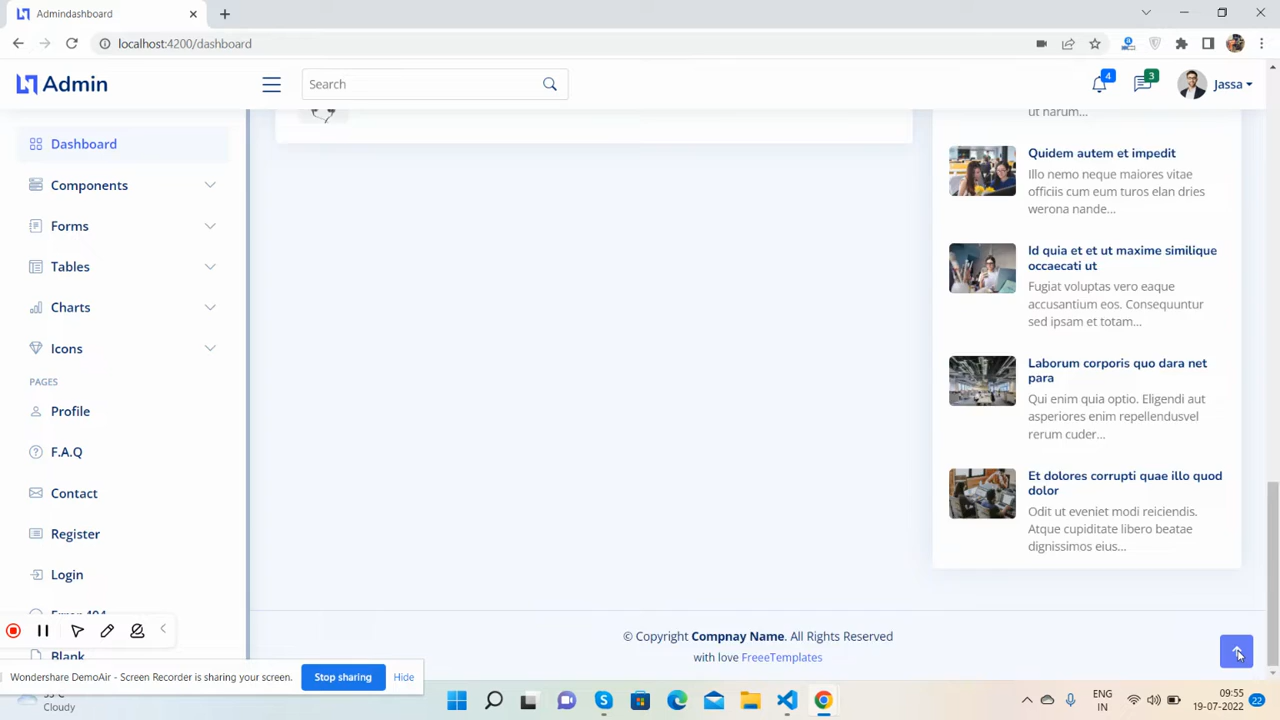 Admindashboard
localhost:4200/dashboard
Admin
Search
4
3
Jassa
Dashboard
Components
Forms
Tables
Charts
Icons
PAGES
Profile
F.A.Q
Contact
Register
Login
Error 404
Blank
ut harum...
Quidem autem et impedit
Illo nemo neque maiores vitae
officiis cum eum turos elan dries
werona nande...
Id quia et et ut maxime similique
occaecati ut
Fugiat voluptas vero eaque
accusantium eos. Consequuntur
sed ipsam et totam...
Laborum corporis quo dara net
para
Qui enim quia optio. Eligendi aut
asperiores enim repellendusvel
rerum cuder...
Et dolores corrupti quae illo quod
dolor
Odit ut eveniet modi reiciendis.
Atque cupiditate libero beatae
dignissimos eius...
© Copyright Compnay Name. All Rights Reserved
with love FreeeTemplates
Wondershare DemoAir - Screen Recorder is sharing your screen.
Stop sharing
Hide
Cloudy
ENG
IN
09:55
19-07-2022
22